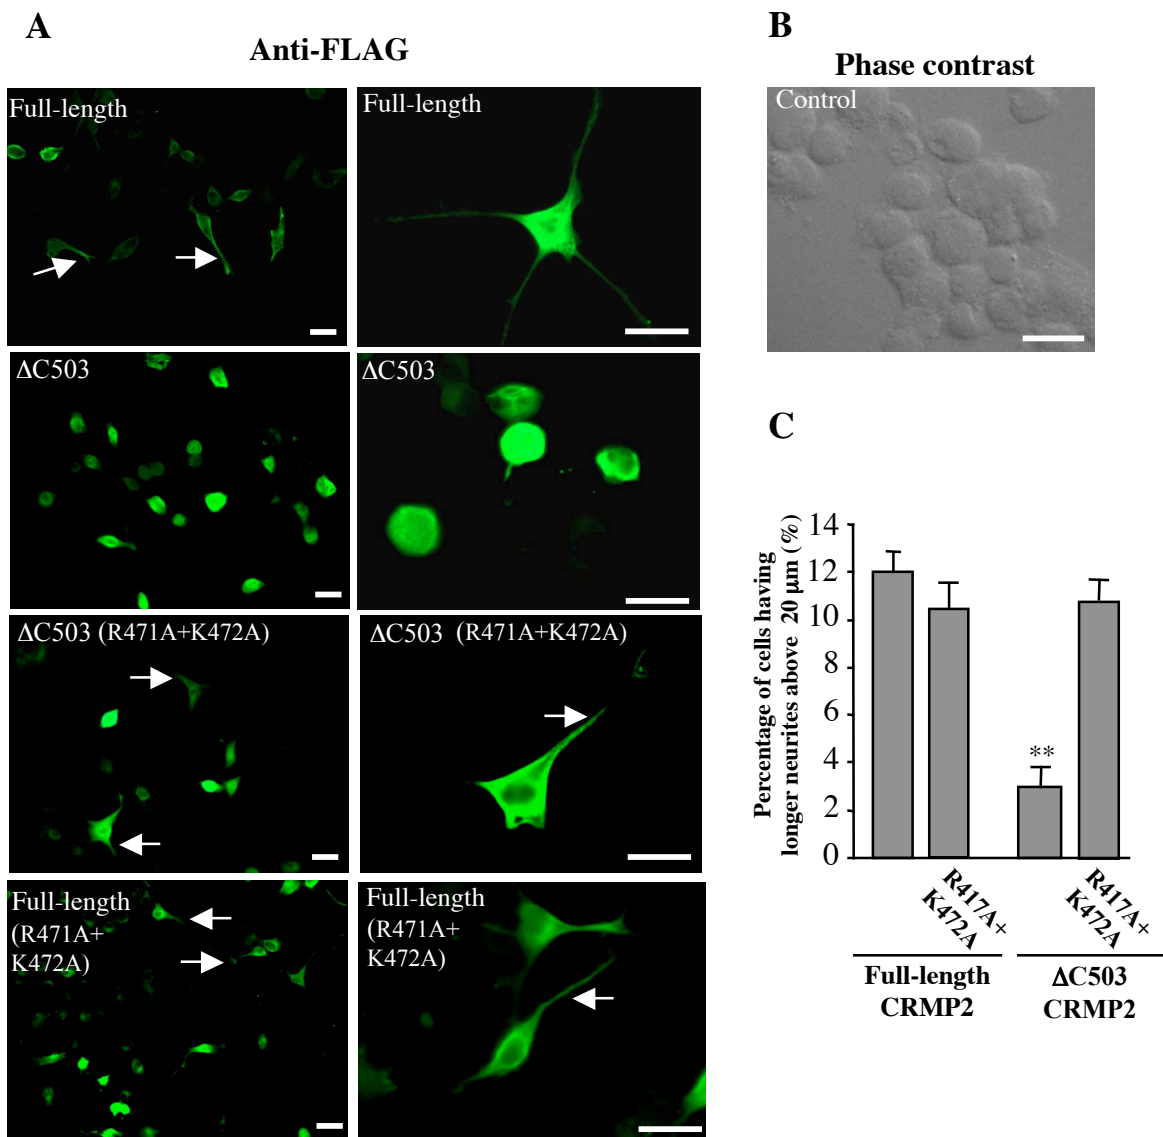 A
Anti-FLAG
Full-length
Full-length
ΔC503
ΔC503
ΔC503 (R471A+K472A)
ΔC503 (R471A+K472A)
Full-length
(R471A+
K472A)
Full-length
(R471A+
K472A)
B
Phase contrast
Control
C
Percentage of cells having
longer neurites above 20 μm (%)
14
12
10
8
6
4
2
0
**
R417A+
K472A
R417A+
K472A
Full-length
CRMP2
ΔC503
CRMP2